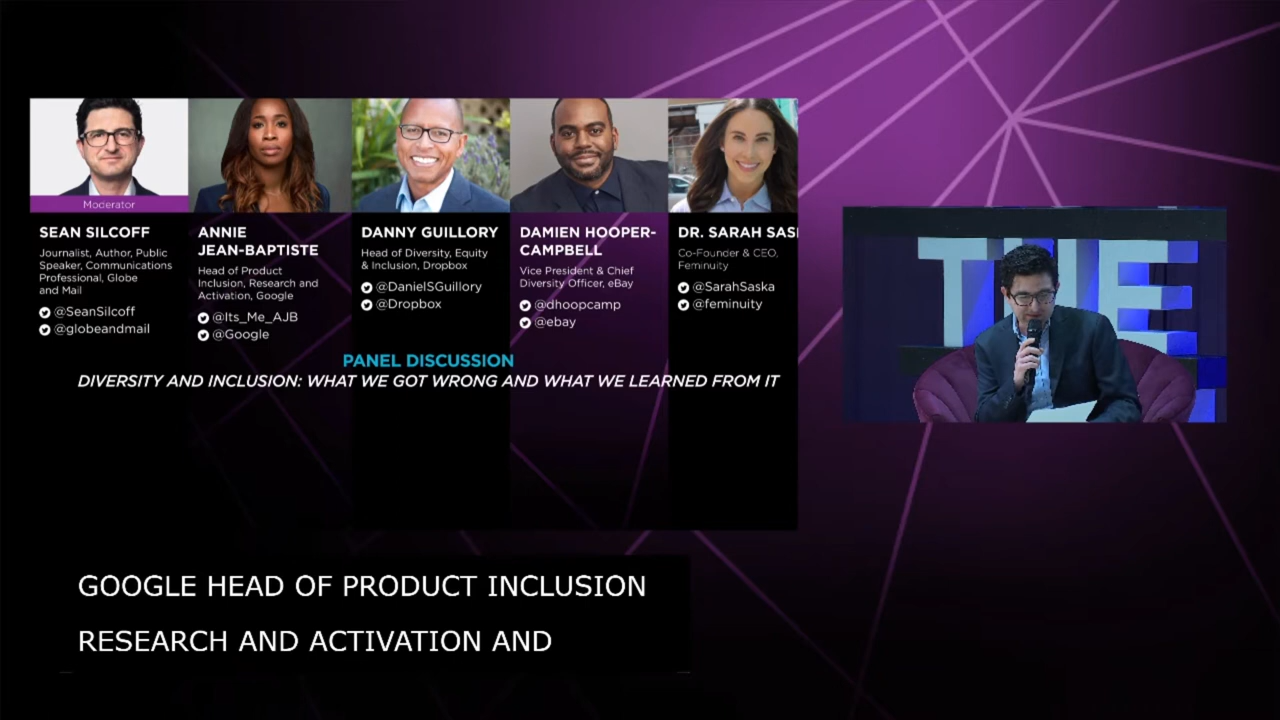 Moderator
SEAN SILCOFF
Journalist, Author, Public
Speaker, Communications
Professional, Globe
and Mail
@SeanSilcoff
@globeandmail
ANNIE
JEAN-BAPTISTE
Head of Product
Inclusion, Research and
Activation, Google
@Its_Me_AJB
@Google
DANNY GUILLORY
Head of Diversity, Equity
& Inclusion, Dropbox
@DanielSGuillory
@Dropbox
DAMIEN HOOPER-
CAMPBELL
Vice President & Chief
Diversity Officer, eBay
@dhoopcamp
@ebay
DR. SARAH SAS
Co-Founder & CEO,
Feminuity
@SarahSaska
@feminuity
PANEL DISCUSSION
DIVERSITY AND INCLUSION: WHAT WE GOT WRONG AND WHAT WE LEARNED FROM IT
THE
GOOGLE HEAD OF PRODUCT INCLUSION
RESEARCH AND ACTIVATION AND